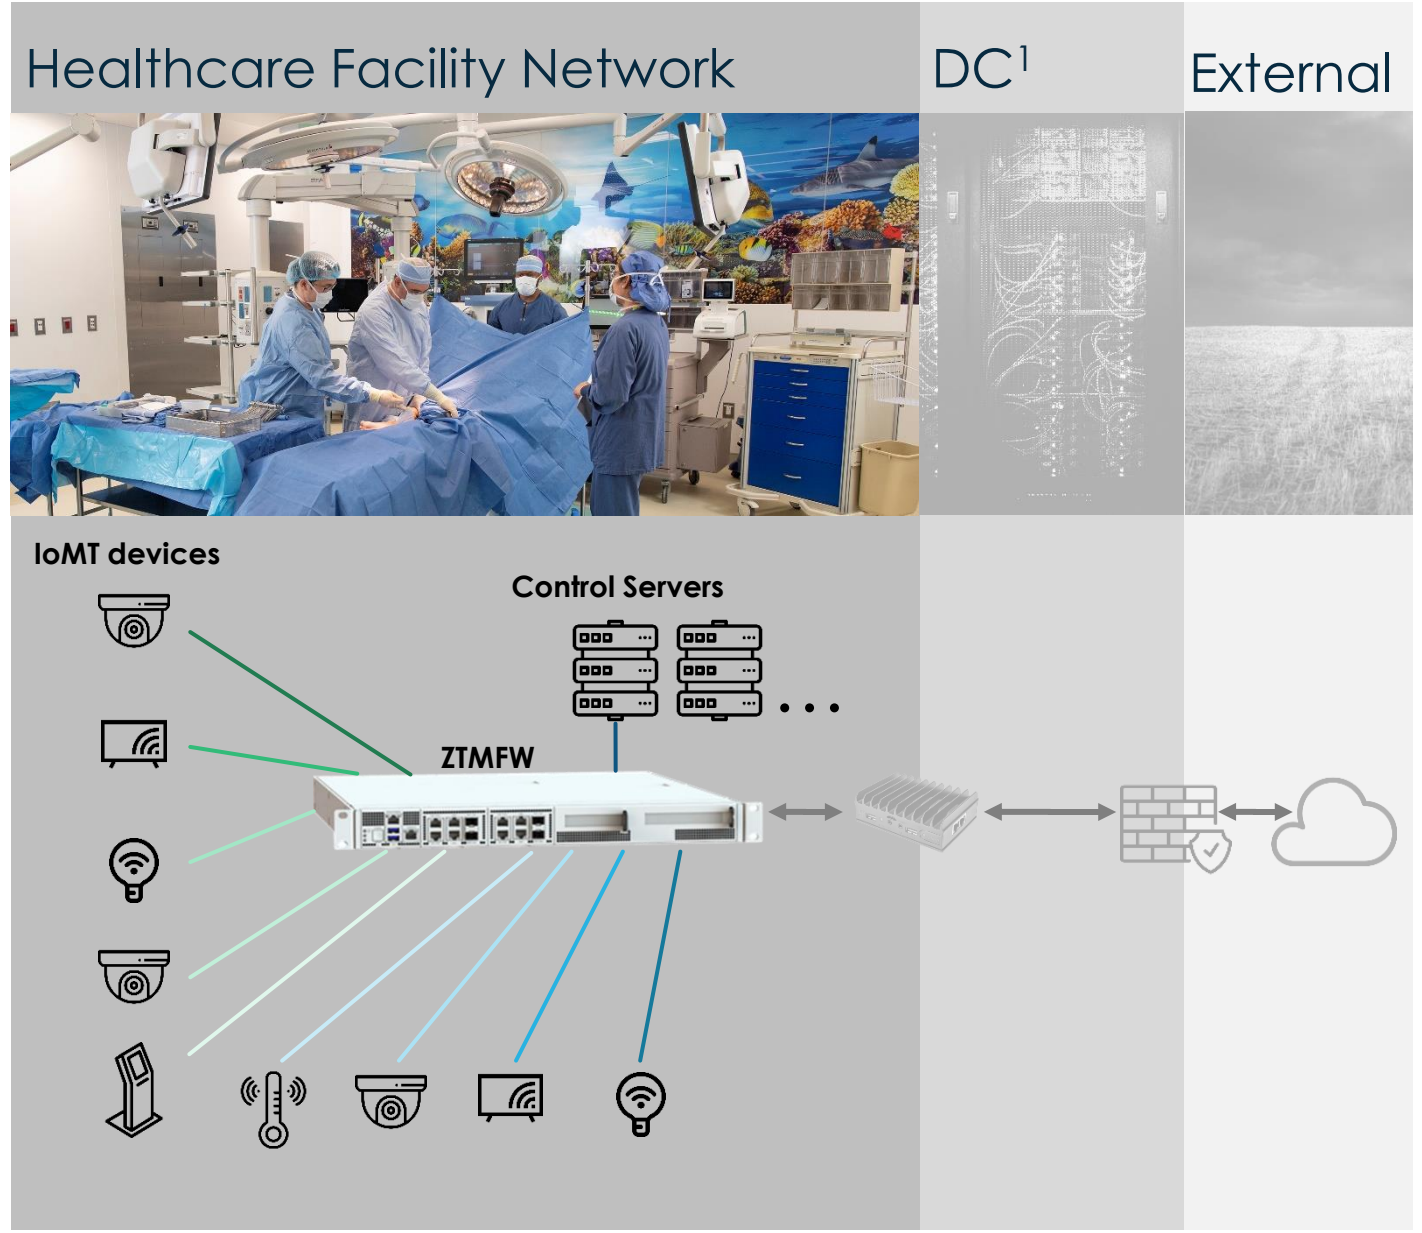 Healthcare Facility Network
DC¹
External
IoMT devices
Control Servers
ZTMFW